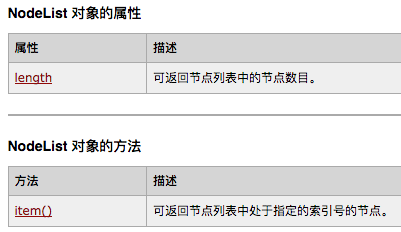 NodeList 对象的属性
属性 描述
length 可返回节点列表中的节点数目。
NodeList 对象的方法
方法 描述
item() 可返回节点列表中处于指定的索引号的节点。